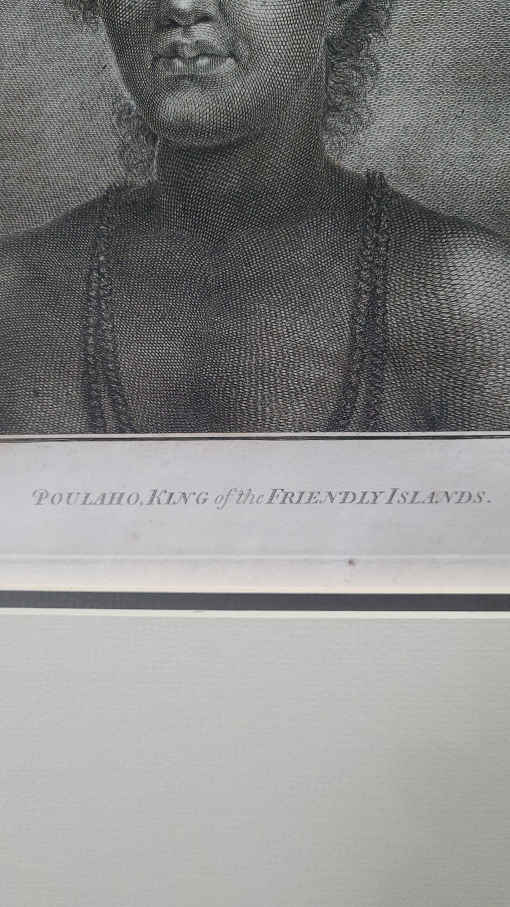 POULAHO, KING of the FRIENDLY ISLANDS.